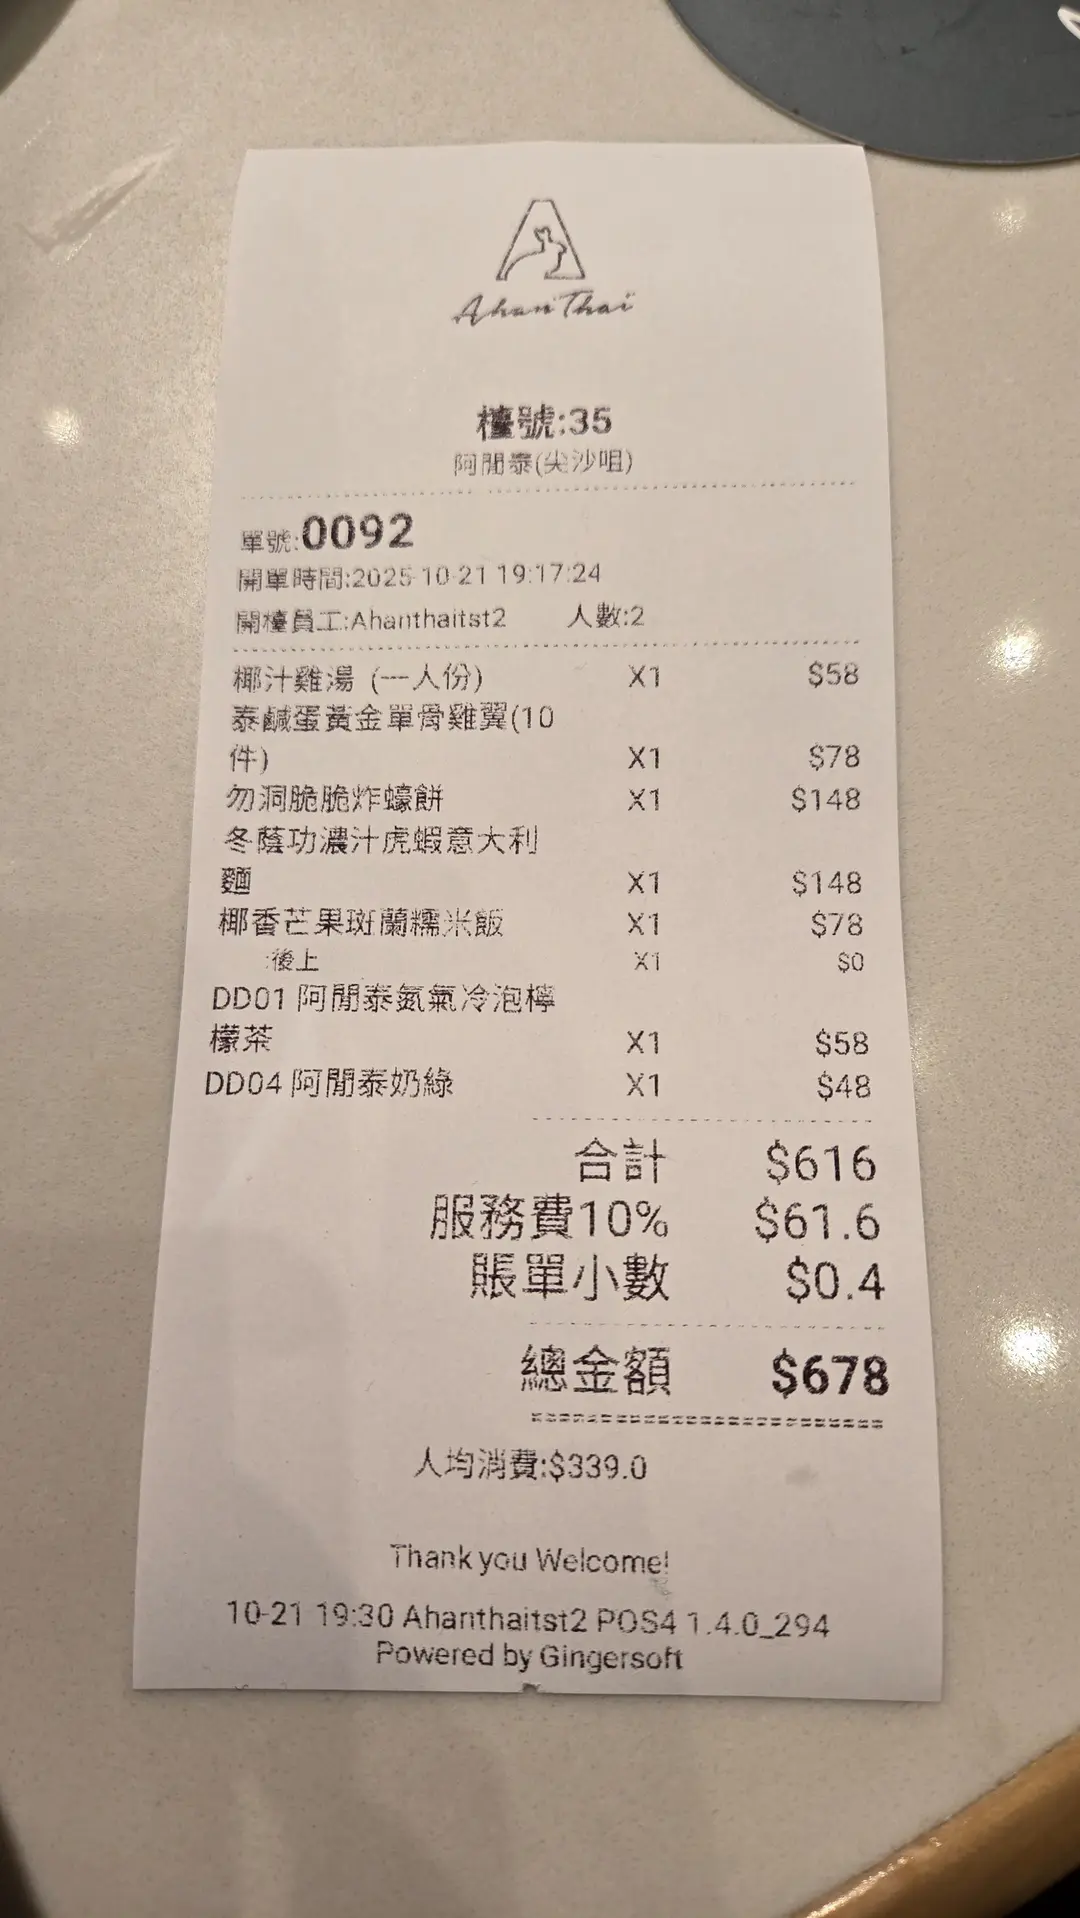 Ahan Thai
檯號:35
阿閒泰(尖沙咀)
單號:0092
開單時間:2025-10-21 19:17:24
開檯員工:Ahanthaitst2 人數:2
椰汁雞湯 (一人份) X1 $58
泰鹹蛋黃金單骨雞翼(10
件) X1 $78
勿洞脆脆炸蠔餅 X1 $148
冬蔭功濃汁虎蝦意大利
麵 X1 $148
椰香芒果斑蘭糯米飯 X1 $78
:後上 X1 $0
DD01 阿閒泰氮氣冷泡檸
檬茶 X1 $58
DD04 阿閒泰奶綠 X1 $48
合計 $616
服務費10% $61.6
賬單小數 $0.4
總金額 $678
人均消費:$339.0
Thank you Welcome!
10-21 19:30 Ahanthaitst2 POS4 1.4.0_294
Powered by Gingersoft